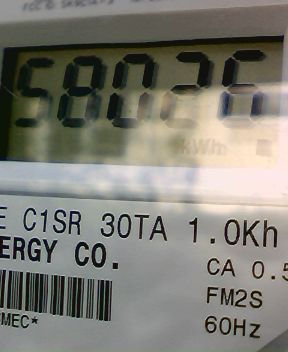 58026
kWh
E C1SR 30TA 1.0Kh
ERGY CO.
CA 0.5
FM2S
MEC*
60Hz